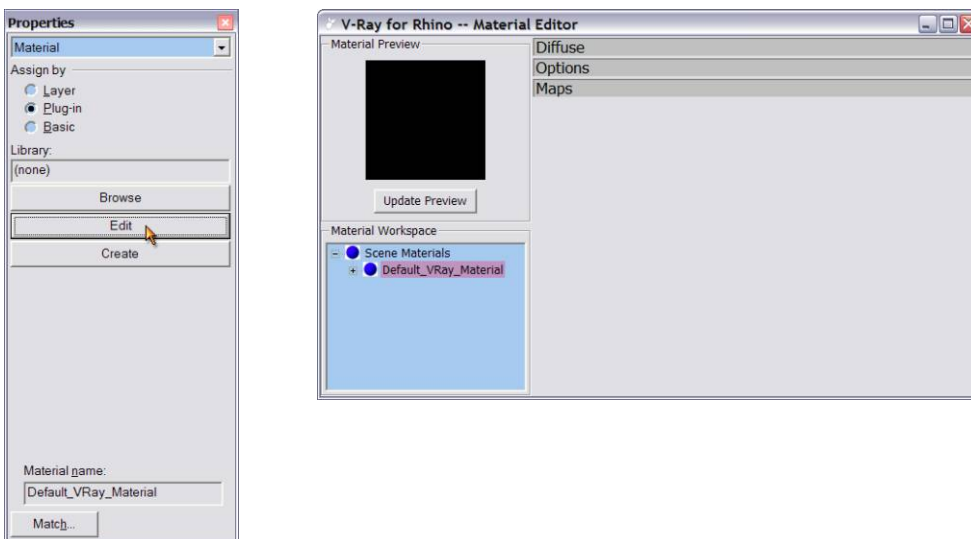 Properties
Material
Assign by
Layer
Plug-in
Basic
Library:
(none)
Browse
Edit
Create
Material name:
Default_VRay_Material
Match...
V-Ray for Rhino -- Material Editor
Material Preview
Update Preview
Material Workspace
Scene Materials
Default_VRay_Material
Diffuse
Options
Maps